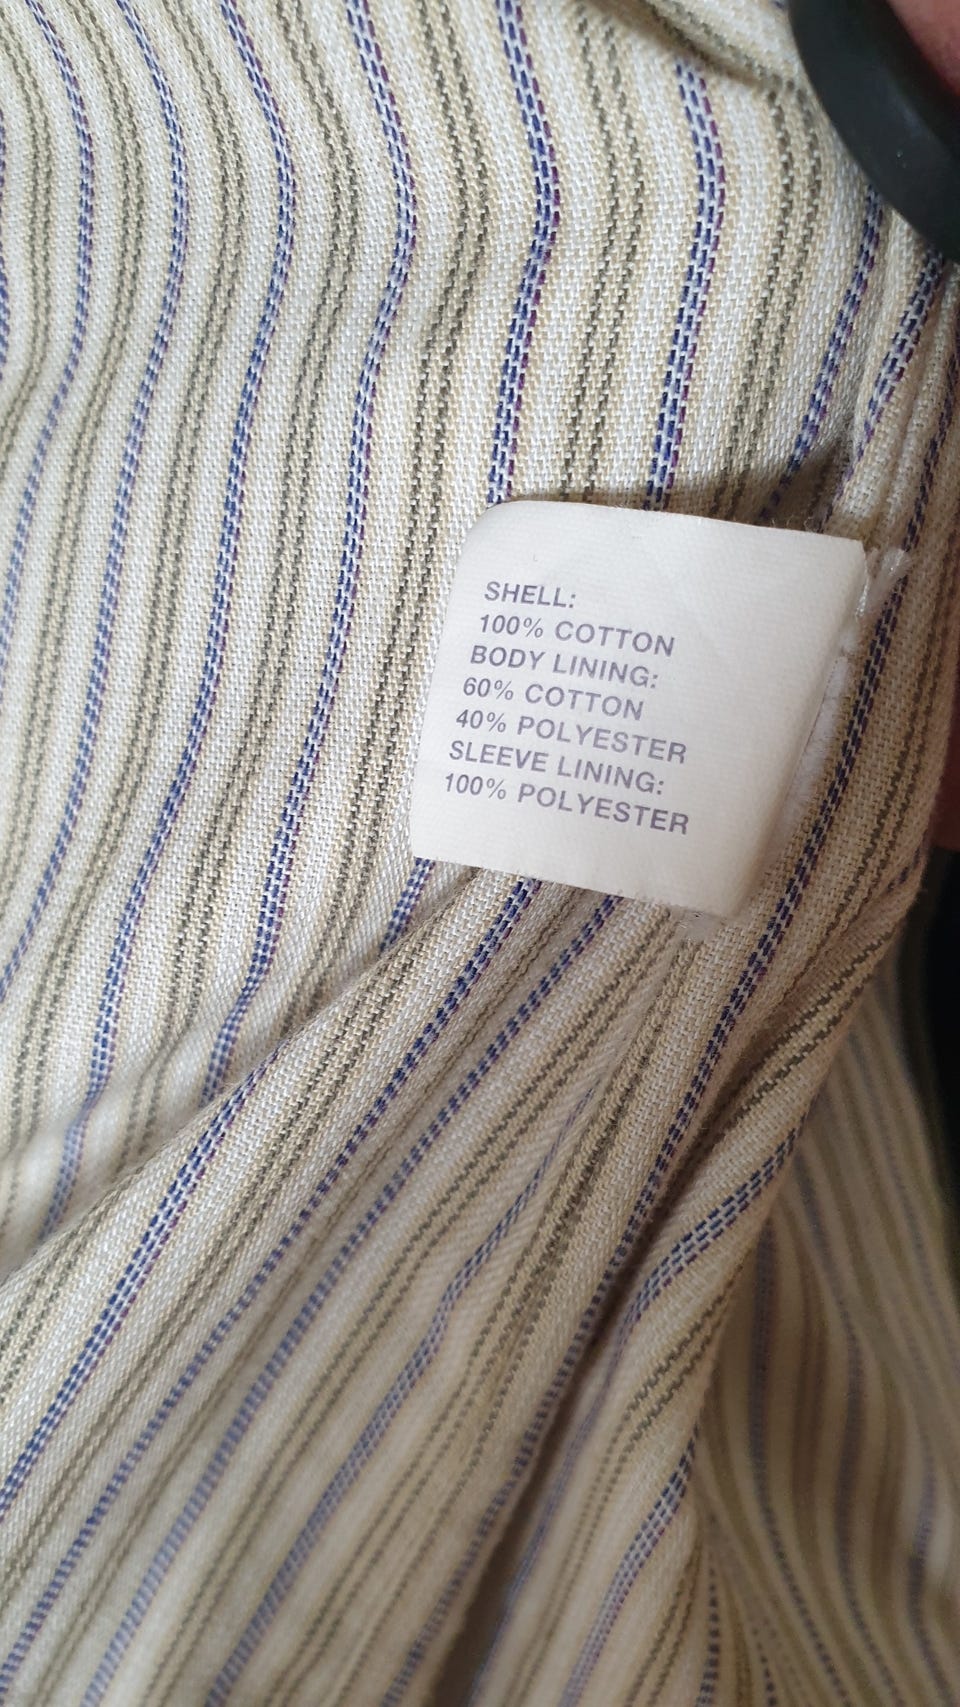 SHELL:
100% COTTON
BODY LINING:
60% COTTON
40% POLYESTER
SLEEVE LINING:
100% POLYESTER